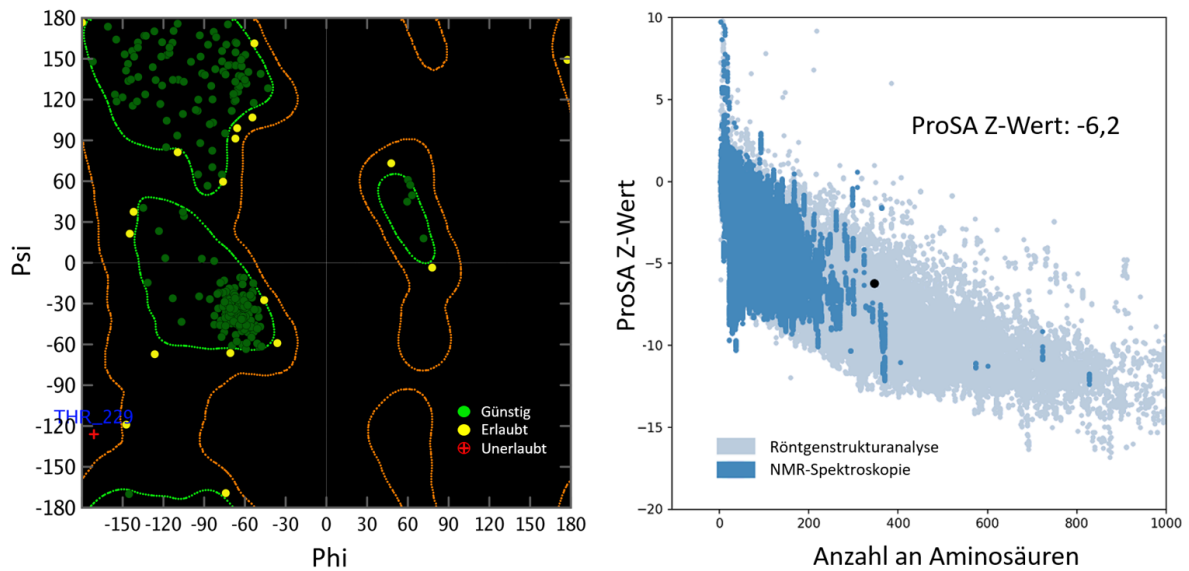 180
150
120
90
60
30
0
-30
-60
-90
-120
-150
-180
Psi
THR_229
Günstig
Erlaubt
Unerlaubt
-150 -120 -90 -60 -30 0 30 60 90 120 150 180
Phi
10
5
0
−5
−10
−15
−20
ProSA Z-Wert
ProSA Z-Wert: -6,2
Röntgenstrukturanalyse
NMR-Spektroskopie
0 200 400 600 800 1000
Anzahl an Aminosäuren